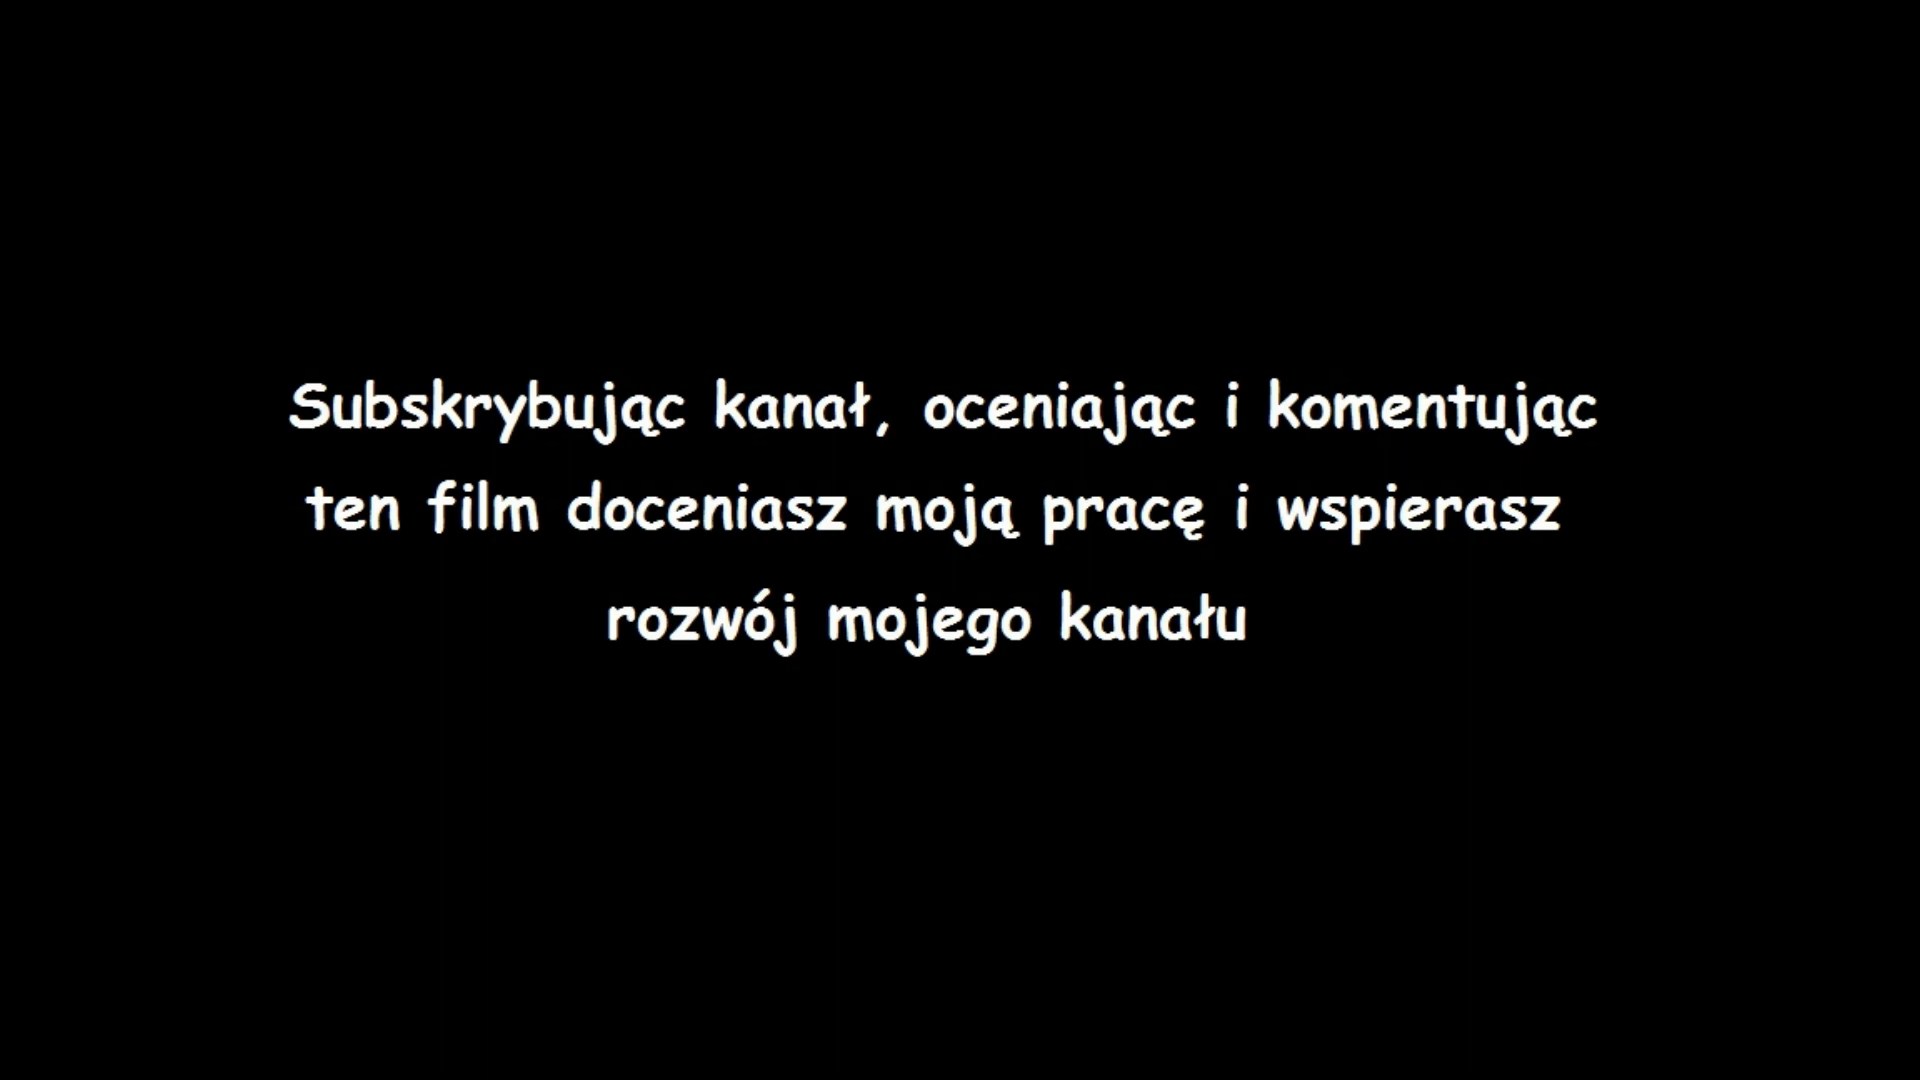 Subskrybując kanał, oceniając i komentując
ten film doceniasz moją pracę i wspierasz
rozwój mojego kanału